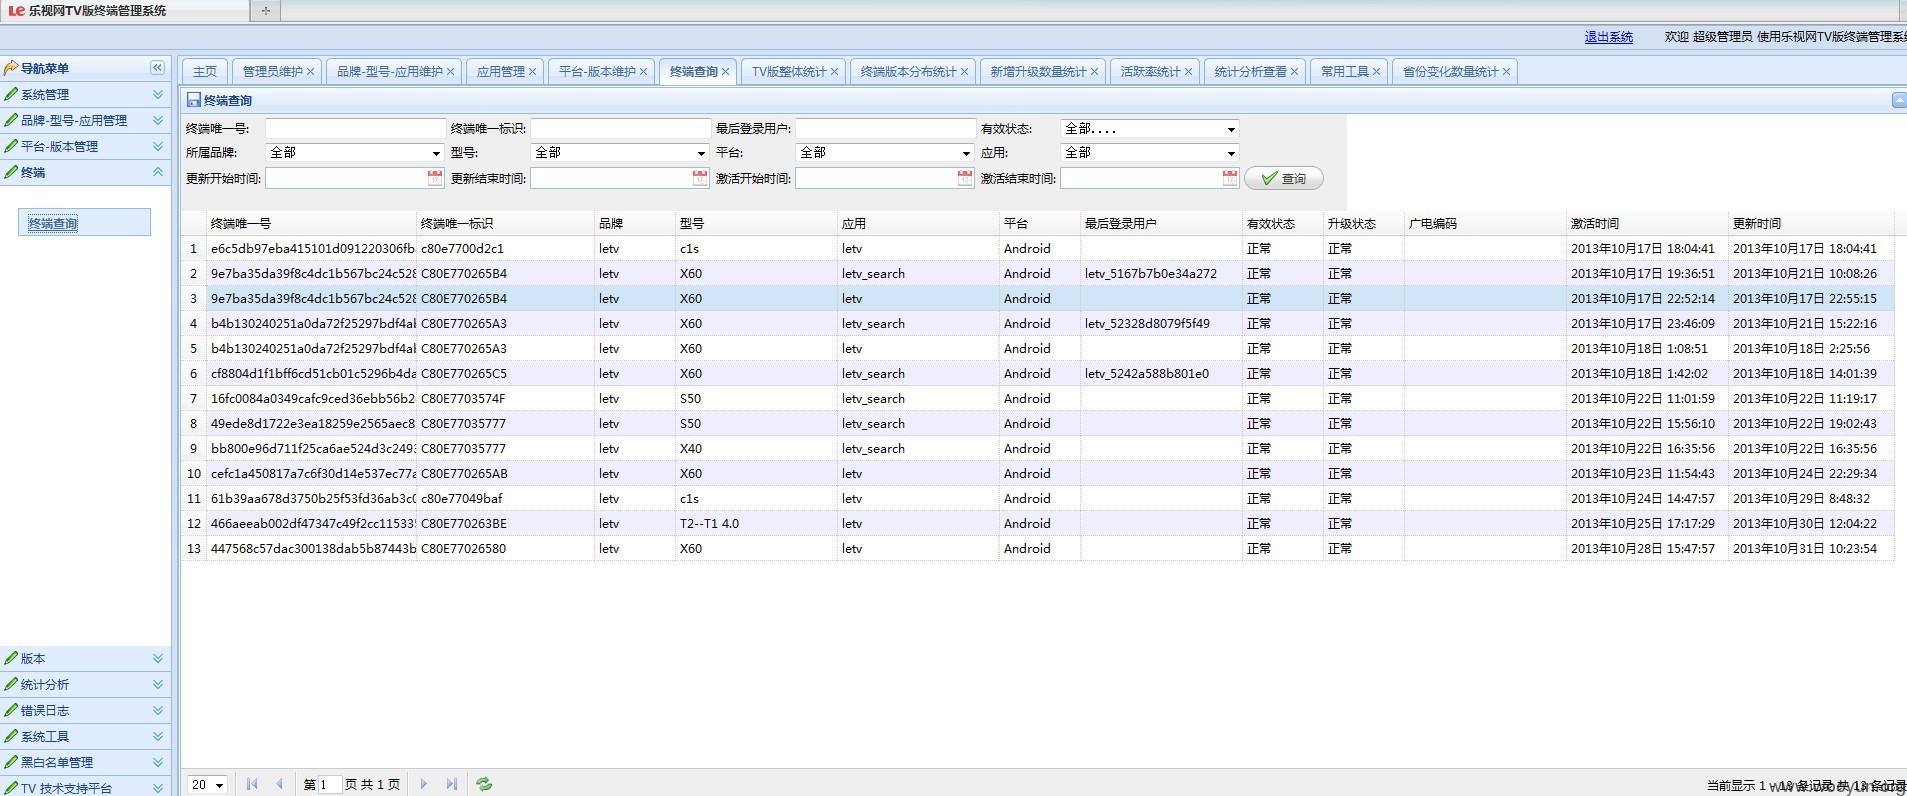 乐视网TV版终端管理系统
退出系统 欢迎 超级管理员 使用乐视网TV版终端管理系
导航菜单
系统管理
品牌-型号-应用管理
平台-版本管理
终端
终端查询
版本
统计分析
错误日志
系统工具
黑白名单管理
TV 技术支持平台
主页 管理员维护 品牌-型号-应用维护 应用管理 平台-版本维护 终端查询 TV版整体统计 终端版本分布统计 新增升级数量统计 活跃率统计 统计分析查看 常用工具 省份变化数量统计
终端查询
终端唯一号: 终端唯一标识: 最后登录用户: 有效状态: 全部....
所属品牌: 全部 型号: 全部 平台: 全部 应用: 全部
更新开始时间: 更新结束时间: 激活开始时间: 激活结束时间: 查询
终端唯一号 终端唯一标识 品牌 型号 应用 平台 最后登录用户 有效状态 升级状态 广电编码 激活时间 更新时间
1 e6c5db97eba415101d091220306fb c80e7700d2c1 letv c1s letv Android 正常 正常 2013年10月17日 18:04:41 2013年10月17日 18:04:41
2 9e7ba35da39f8c4dc1b567bc24c528 C80E770265B4 letv X60 letv_search Android letv_5167b7b0e34a272 正常 正常 2013年10月17日 19:36:51 2013年10月21日 10:08:26
3 9e7ba35da39f8c4dc1b567bc24c528 C80E770265B4 letv X60 letv Android 正常 正常 2013年10月17日 22:52:14 2013年10月17日 22:55:15
4 b4b130240251a0da72f25297bdf4al C80E770265A3 letv X60 letv_search Android letv_52328d8079f5f49 正常 正常 2013年10月17日 23:46:09 2013年10月21日 15:22:16
5 b4b130240251a0da72f25297bdf4al C80E770265A3 letv X60 letv Android 正常 正常 2013年10月18日 1:08:51 2013年10月18日 2:25:56
6 cf8804d1f1bff6cd51cb01c5296b4da C80E770265C5 letv X60 letv_search Android letv_5242a588b801e0 正常 正常 2013年10月18日 1:42:02 2013年10月18日 14:01:39
7 16fc0084a0349cafc9ced36ebb56b2 C80E7703574F letv S50 letv_search Android 正常 正常 2013年10月22日 11:01:59 2013年10月22日 11:19:17
8 49ede8d1722e3ea18259e2565aec8 C80E77035777 letv S50 letv_search Android 正常 正常 2013年10月22日 15:56:10 2013年10月22日 19:02:43
9 bb800e96d711f25ca6ae524d3c249 C80E77035777 letv X40 letv_search Android 正常 正常 2013年10月22日 16:35:56 2013年10月22日 16:35:56
10 cefc1a450817a7c6f30d14e537ec77a C80E770265AB letv X60 letv Android 正常 正常 2013年10月23日 11:54:43 2013年10月24日 22:29:34
11 61b39aa678d3750b25f53fd36ab3c0 c80e77049baf letv c1s letv Android 正常 正常 2013年10月24日 14:47:57 2013年10月29日 8:48:32
12 466aeeab002df47347c49f2cc11533 C80E770263BE letv T2--T1 4.0 letv Android 正常 正常 2013年10月25日 17:17:29 2013年10月30日 12:04:22
13 447568c57dac300138dab5b87443b C80E77026580 letv X60 letv Android 正常 正常 2013年10月28日 15:47:57 2013年10月31日 10:23:54
20 第 1 页 共 1 页 当前显示 1 - 13 条记录 共 13 条记录
www.wooyun.org